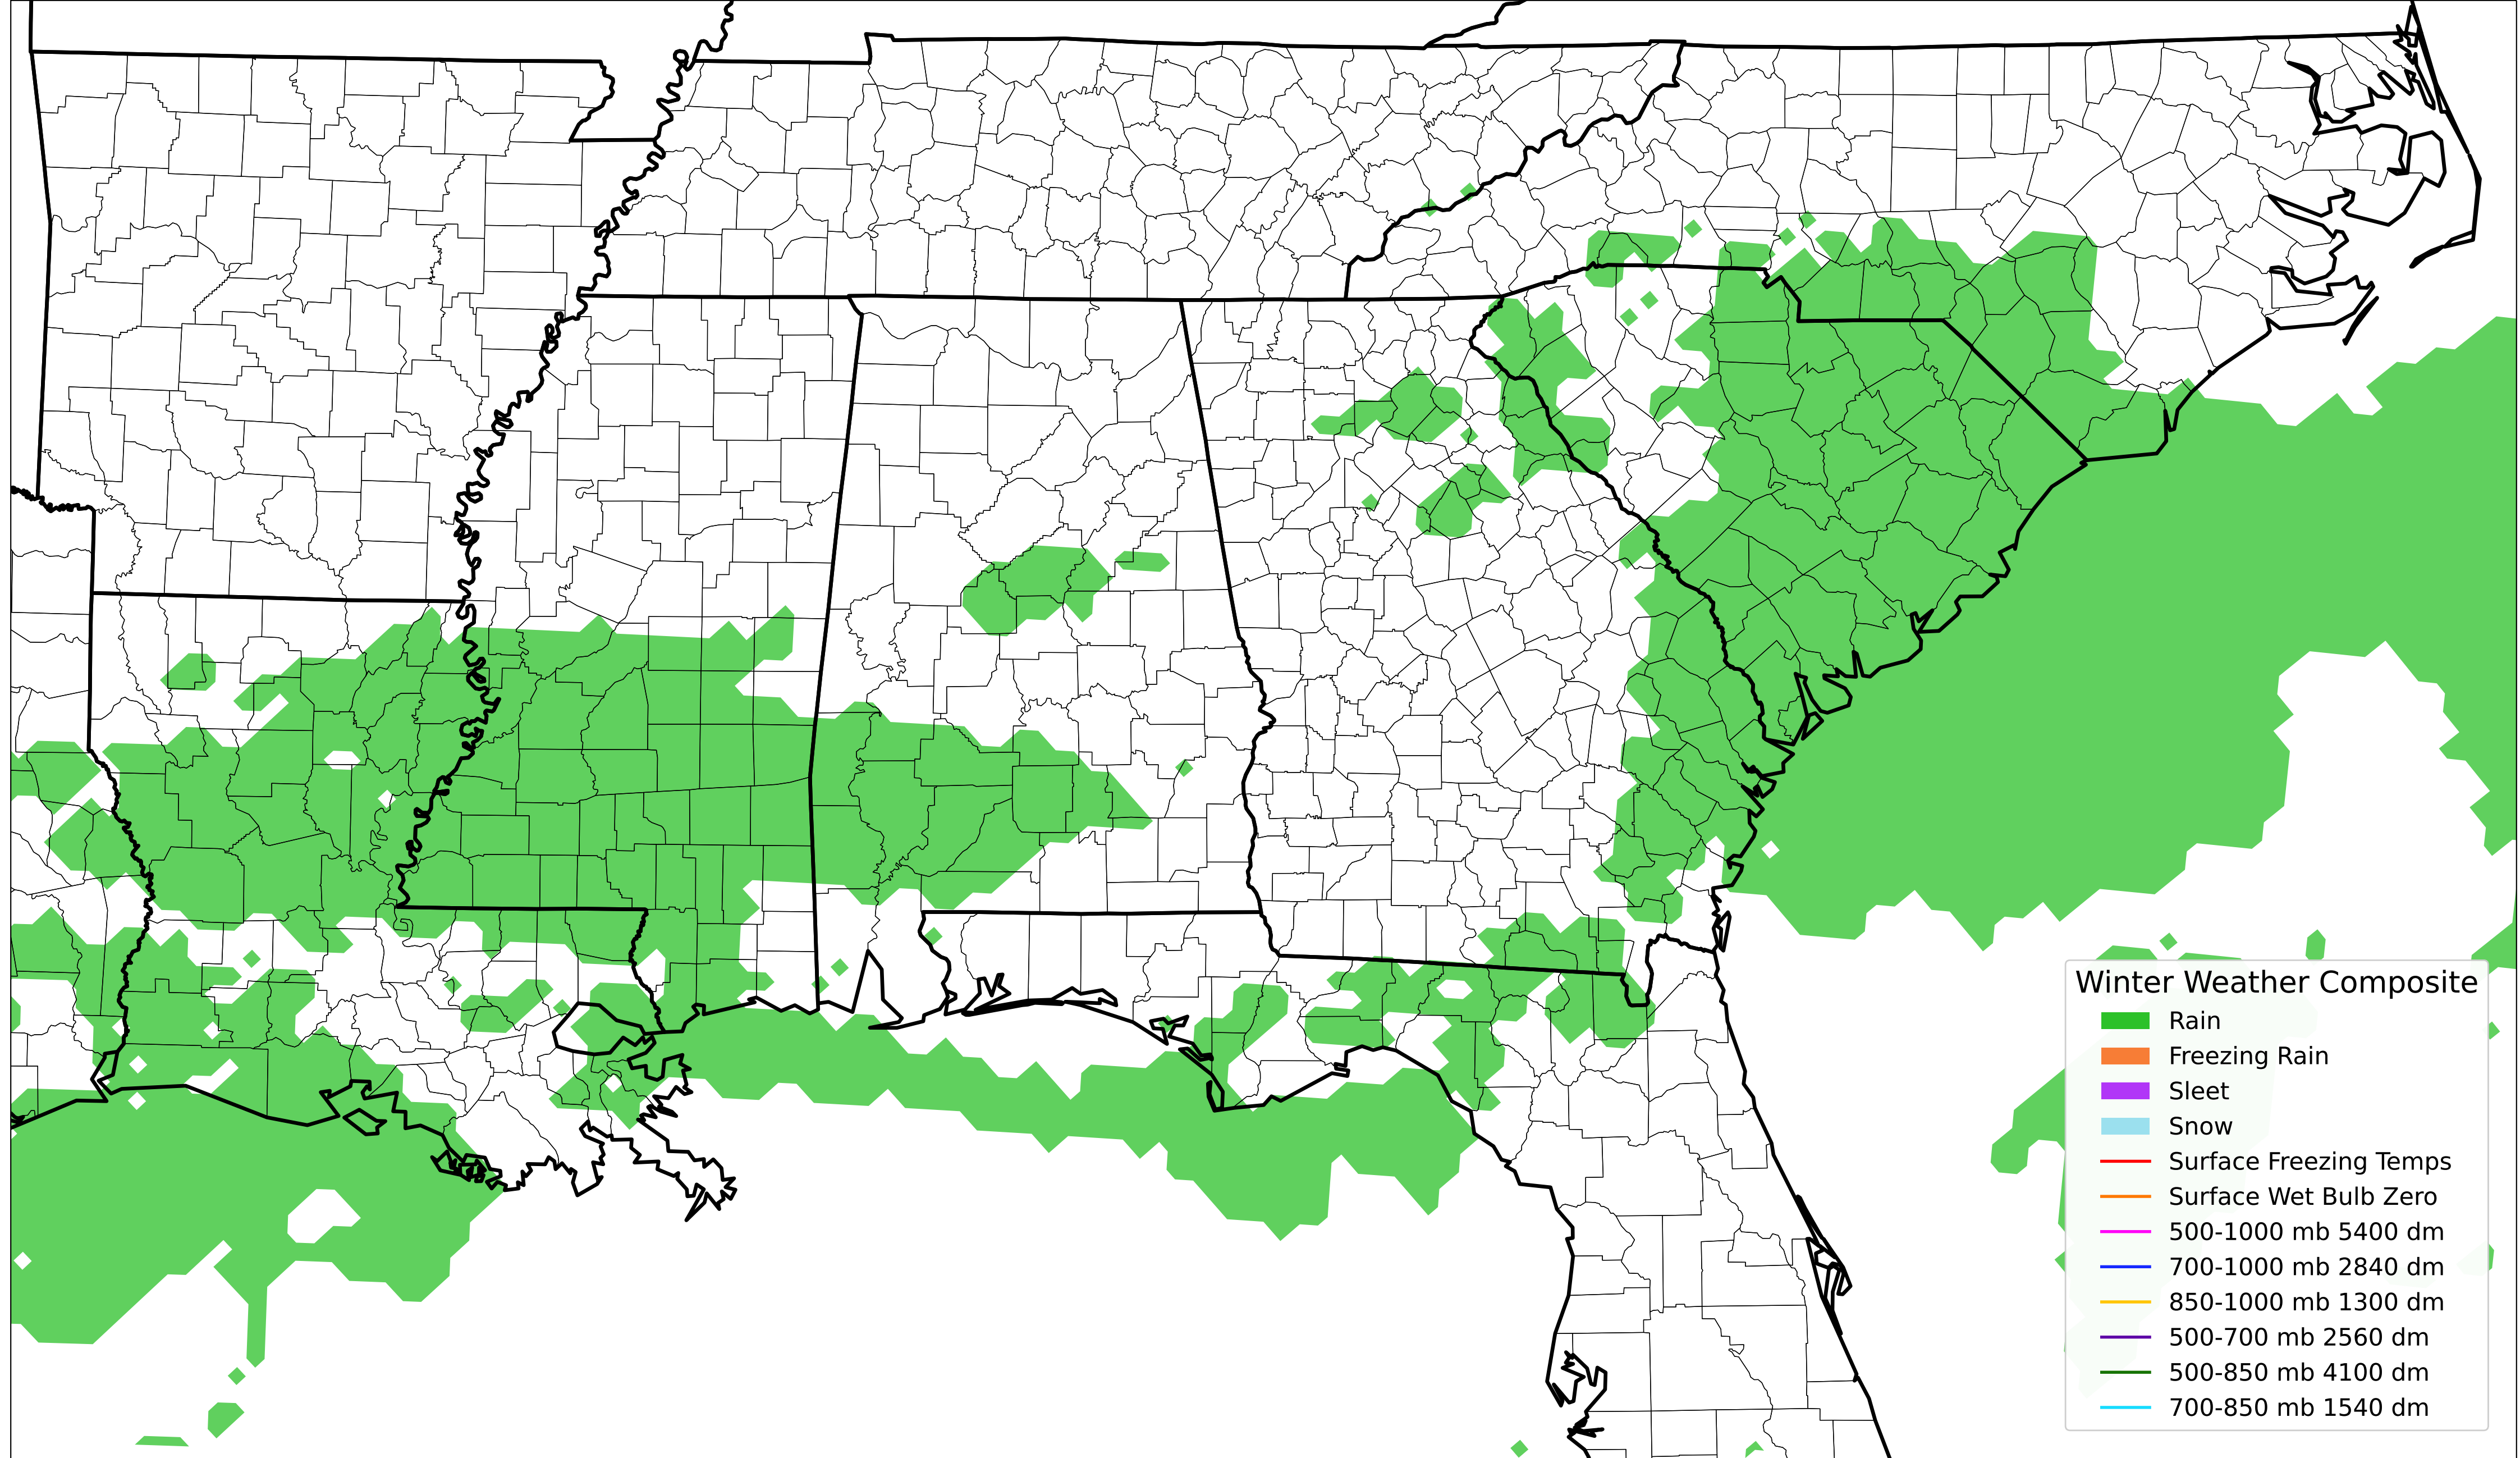 Winter Weather Composite
Rain
Freezing Rain
Sleet
Snow
Surface Freezing Temps
Surface Wet Bulb Zero
500-1000 mb 5400 dm
700-1000 mb 2840 dm
850-1000 mb 1300 dm
500-700 mb 2560 dm
500-850 mb 4100 dm
700-850 mb 1540 dm